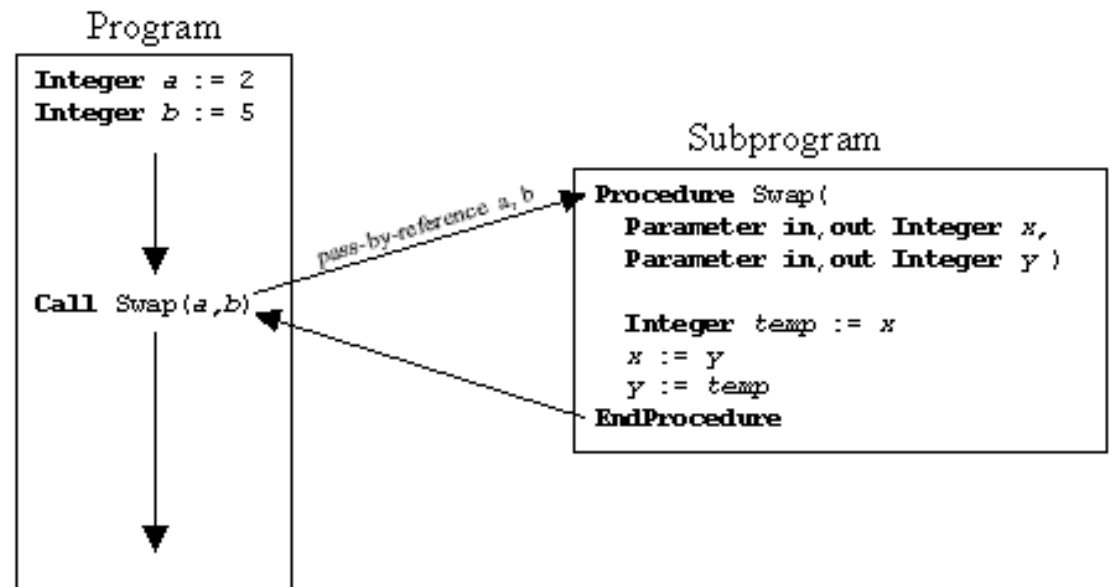 Program
Integer a := 2
Integer b := 5
Call Swap(a,b)
pass-by-reference a, b
Subprogram
Procedure Swap(
Parameter in,out Integer x,
Parameter in,out Integer y )
Integer temp := x
x := y
y := temp
EndProcedure